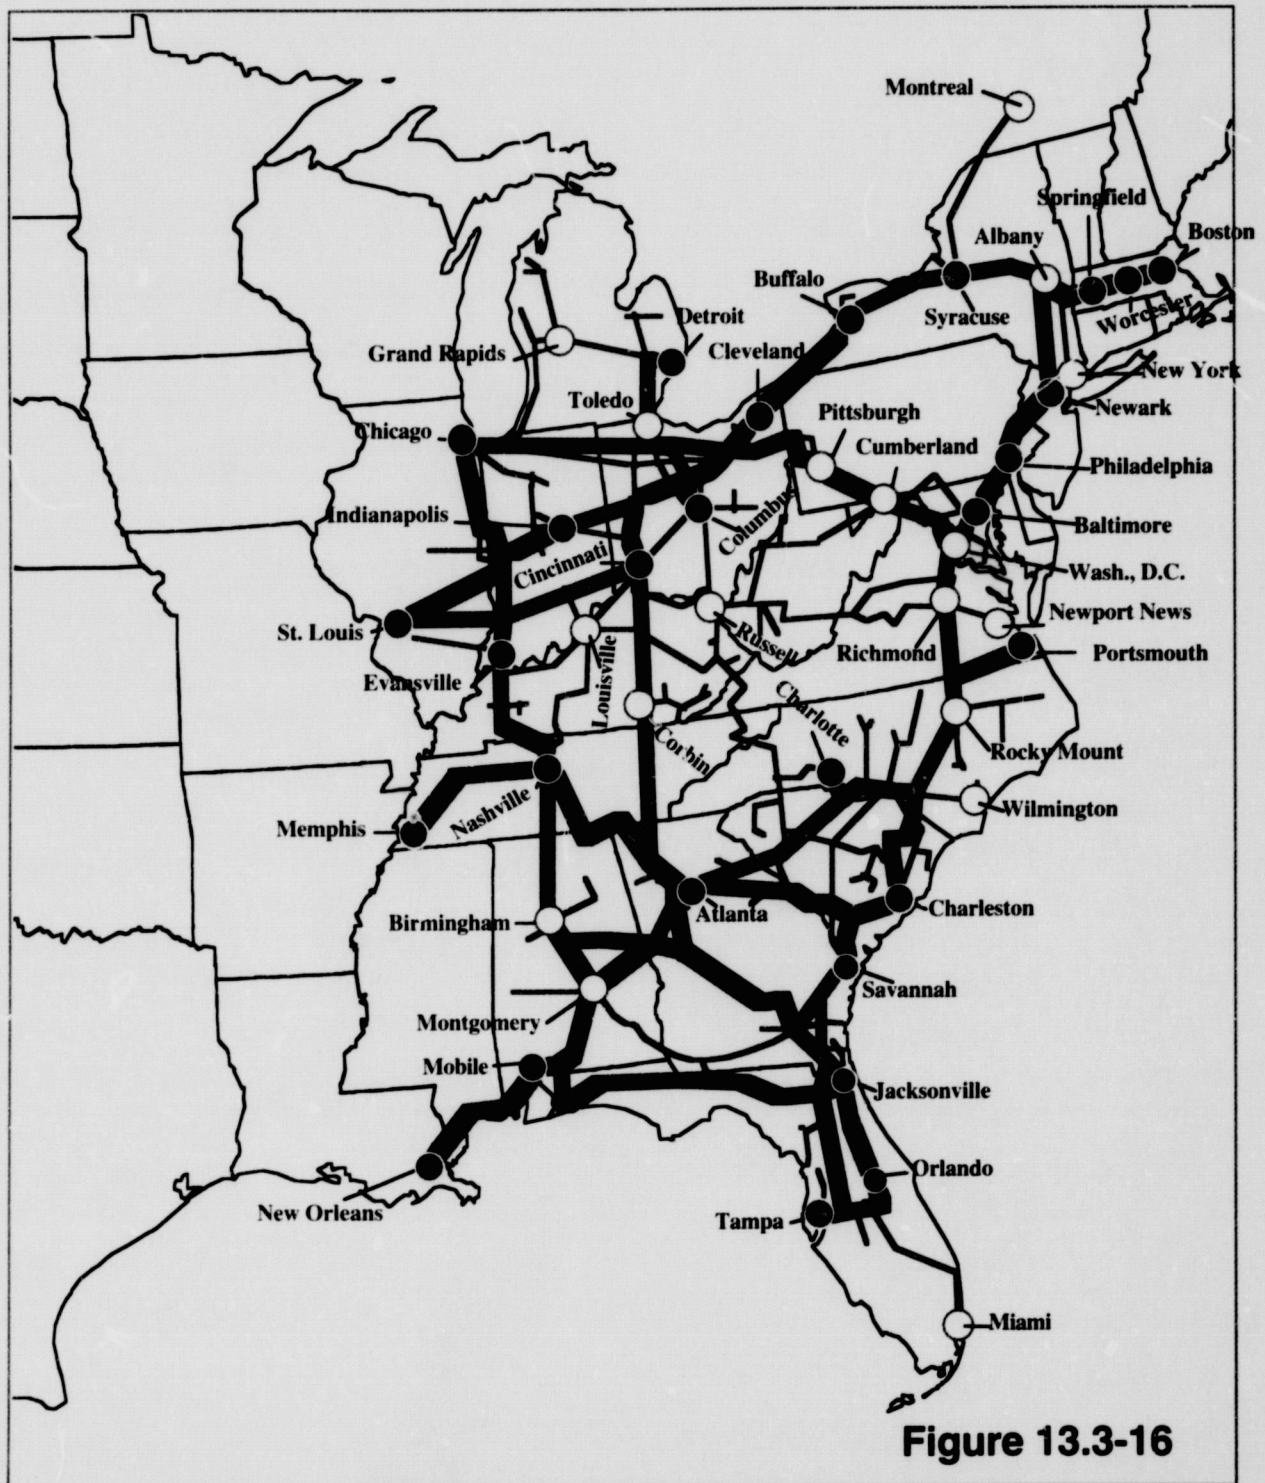 Montreal
Springfield
Albany
Boston
Buffalo
Syracuse
Worcester
Detroit
Grand Rapids
Cleveland
New York
Toledo
Newark
Pittsburgh
Chicago
Cumberland
Philadelphia
Indianapolis
Columbus
Baltimore
Cincinnati
Wash., D.C.
Newport News
St. Louis
Russell
Richmond
Portsmouth
Evansville
Louisville
Charlotte
Corbin
Rocky Mount
Nashville
Wilmington
Memphis
Atlanta
Charleston
Birmingham
Savannah
Montgomery
Mobile
Jacksonville
Orlando
New Orleans
Tampa
Miami
Figure 13.3-16